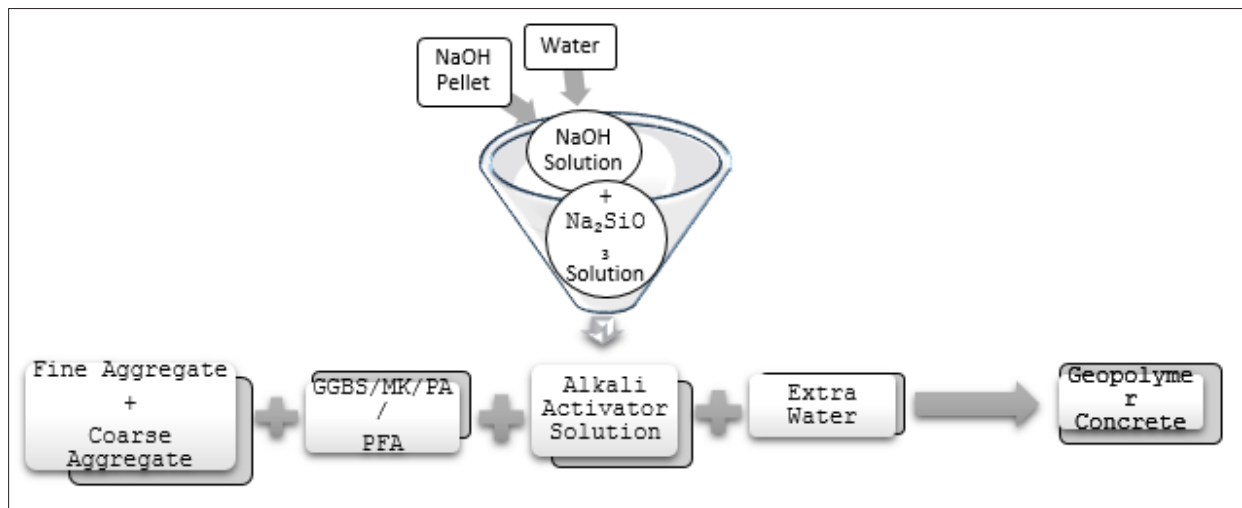 NaOH
Pellet
Water
NaOH
Solution
+
Na₂SiO
₃
Solution
Fine Aggregate
+
Coarse
Aggregate
GGBS/MK/PA
/
PFA
Alkali
Activator
Solution
Extra
Water
Geopolyme
r
Concrete